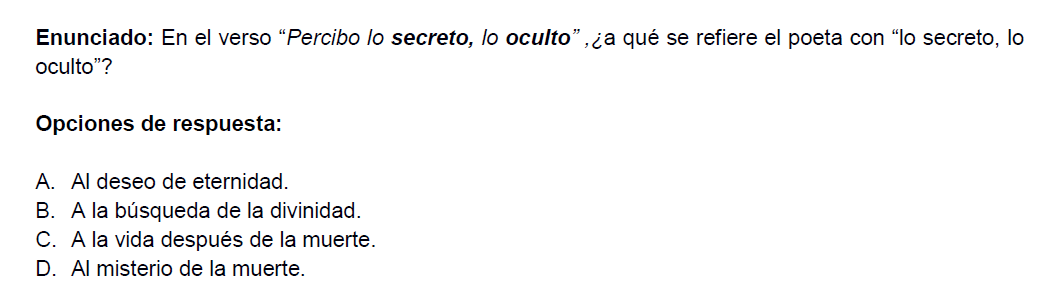 Enunciado: En el verso “Percibo lo secreto, lo oculto” ,¿a qué se refiere el poeta con “lo secreto, lo
oculto”?
Opciones de respuesta:
A. Al deseo de eternidad.
B. A la búsqueda de la divinidad.
C. A la vida después de la muerte.
D. Al misterio de la muerte.